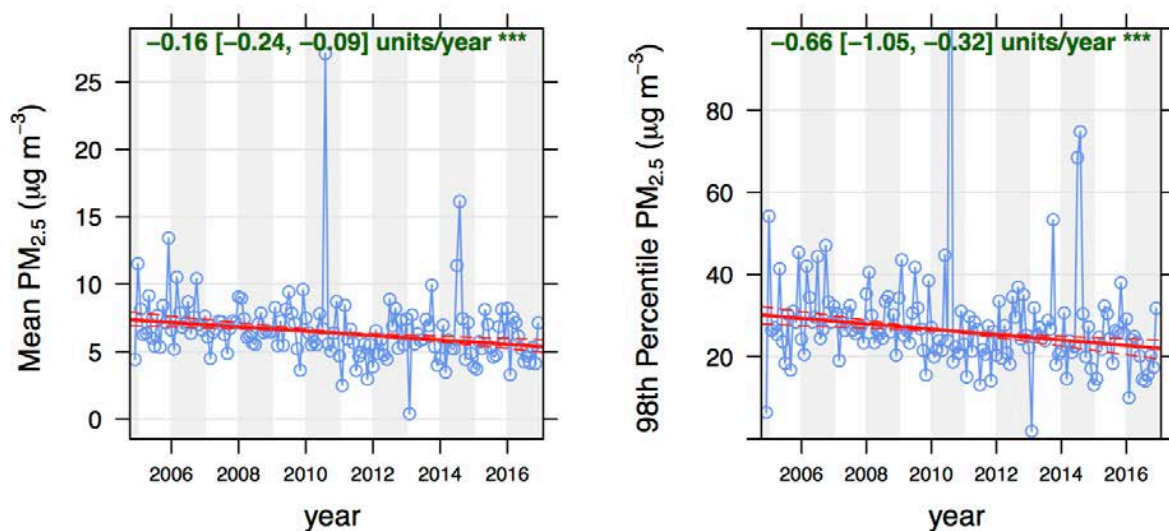 −0.16 [−0.24, −0.09] units/year ***
Mean PM2.5 (μg m−3)
25
20
15
10
5
0
2006 2008 2010 2012 2014 2016
year
−0.66 [−1.05, −0.32] units/year ***
98th Percentile PM2.5 (μg m−3)
80
60
40
20
2006 2008 2010 2012 2014 2016
year